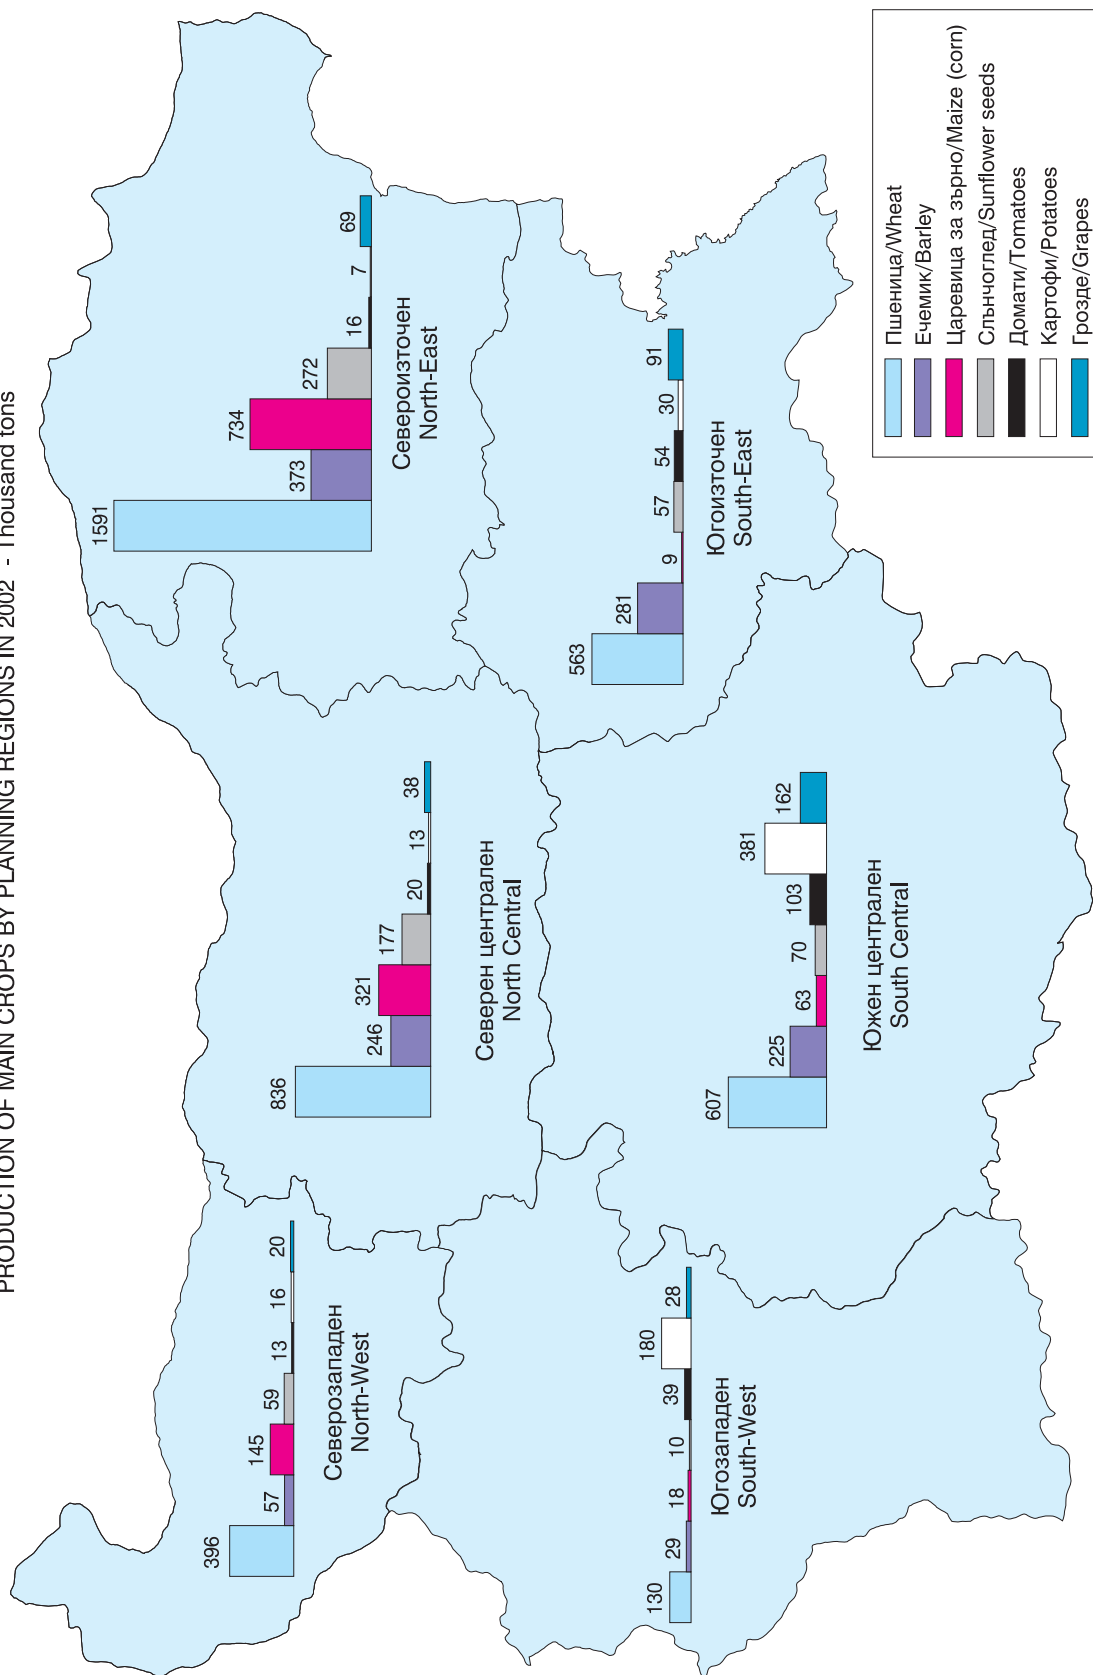 PRODUCTION OF MAIN CROPS BY PLANNING REGIONS IN 2002 - Thousand tons
396
57
145
59
13
16
20
Северозападен
North-West
836
246
321
177
20
13
38
Северен централен
North Central
1591
373
734
272
16
7
69
Североизточен
North-East
130
29
18
10
39
180
28
Югозападен
South-West
607
225
63
70
103
381
162
Южен централен
South Central
563
281
9
57
54
30
91
Югоизточен
South-East
Пшеница/Wheat
Ечемик/Barley
Царевица за зърно/Maize (corn)
Слънчоглед/Sunflower seeds
Домати/Tomatoes
Картофи/Potatoes
Грозде/Grapes